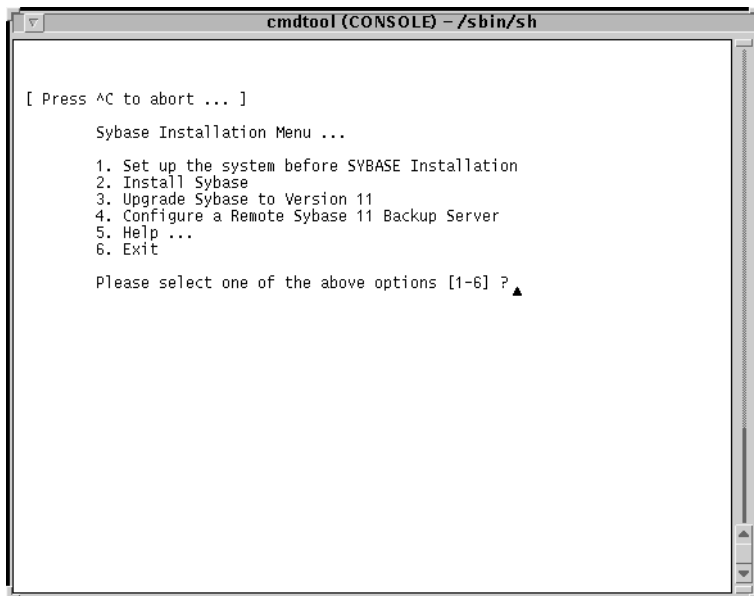 cmdtool (CONSOLE) – /sbin/sh
[ Press ^C to abort ... ]
Sybase Installation Menu ...
1. Set up the system before SYBASE Installation
2. Install Sybase
3. Upgrade Sybase to Version 11
4. Configure a Remote Sybase 11 Backup Server
5. Help ...
6. Exit
Please select one of the above options [1-6] ?